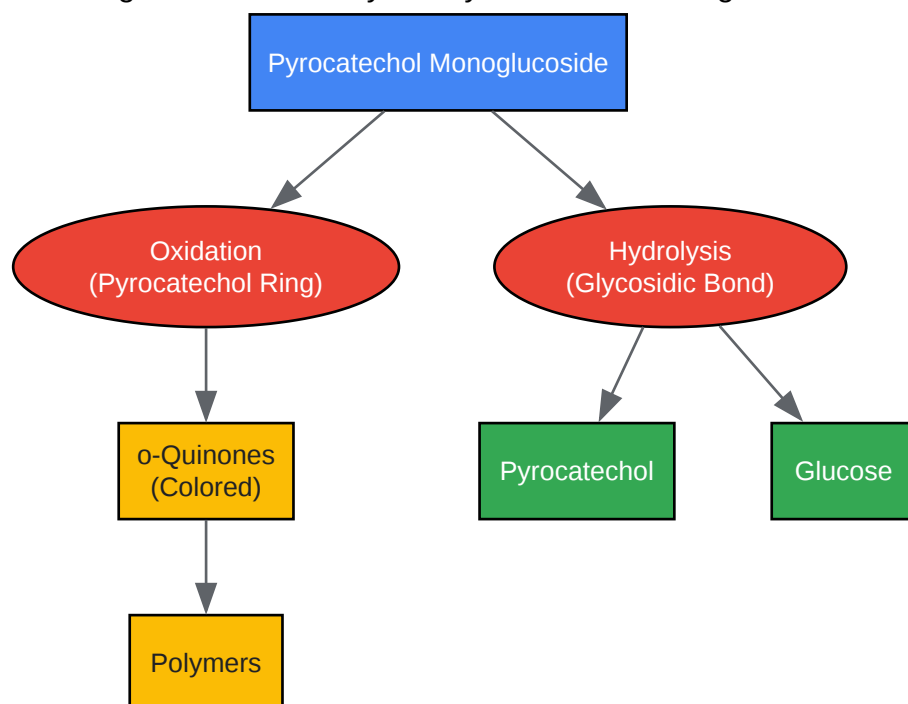 Pyrocatechol Monoglucoside
Oxidation
(Pyrocatechol Ring)
Hydrolysis
(Glycosidic Bond)
o-Quinones
(Colored)
Pyrocatechol
Glucose
Polymers